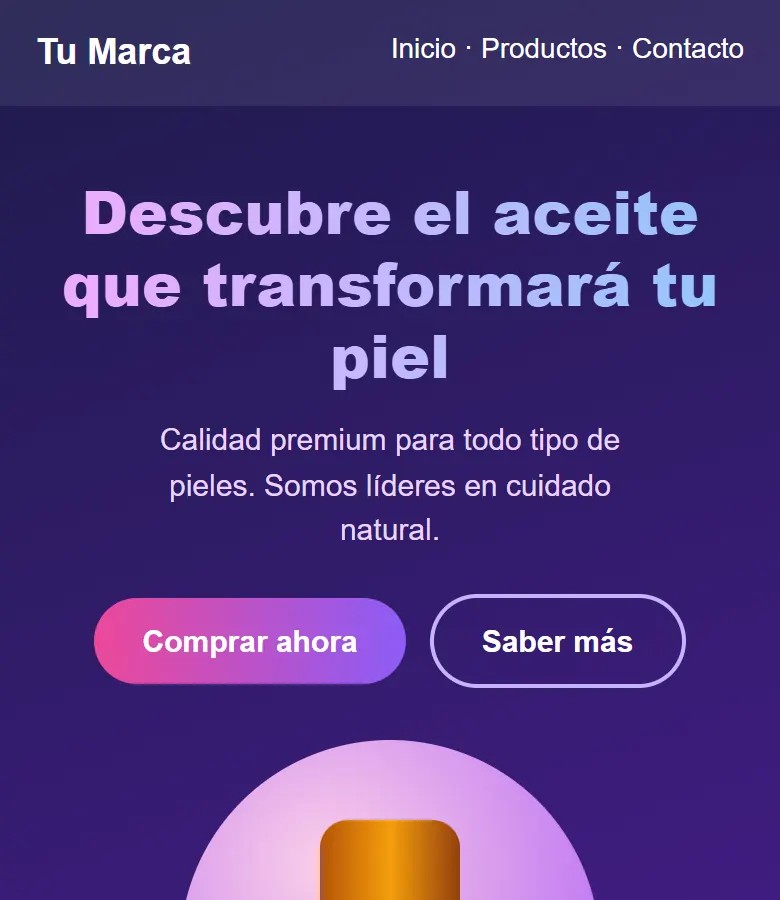 Tu Marca
Inicio · Productos · Contacto
Descubre el aceite
que transformará tu
piel
Calidad premium para todo tipo de
pieles. Somos líderes en cuidado
natural.
Comprar ahora
Saber más